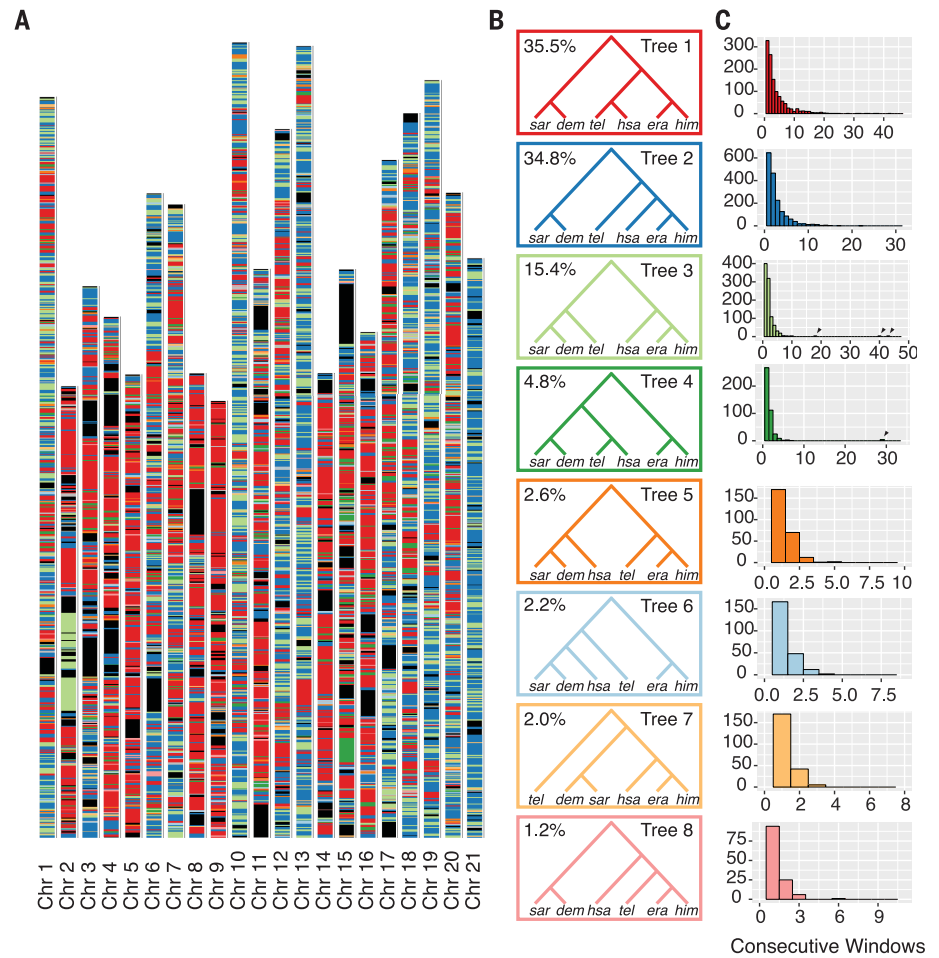 A
B
C
35.5% Tree 1
sar dem tel hsa era him
300
200
100
0
0 10 20 30 40
34.8% Tree 2
sar dem tel hsa era him
600
400
200
0
0 10 20 30
15.4% Tree 3
sar dem tel hsa era him
400
300
200
100
0
0 10 20 30 40 50
4.8% Tree 4
sar dem tel hsa era him
200
100
0
0 10 20 30
2.6% Tree 5
sar dem hsa tel era him
150
100
50
0
0.0 2.5 5.0 7.5 10
2.2% Tree 6
sar dem hsa tel era him
150
100
50
0
0.0 2.5 5.0 7.5
2.0% Tree 7
tel dem sar hsa era him
150
100
50
0
0 2 4 6 8
1.2% Tree 8
sar dem hsa tel era him
75
50
25
0
0 3 6 9
Consecutive Windows
Chr 1
Chr 2
Chr 3
Chr 4
Chr 5
Chr 6
Chr 7
Chr 8
Chr 9
Chr 10
Chr 11
Chr 12
Chr 13
Chr 14
Chr 15
Chr 16
Chr 17
Chr 18
Chr 19
Chr 20
Chr 21